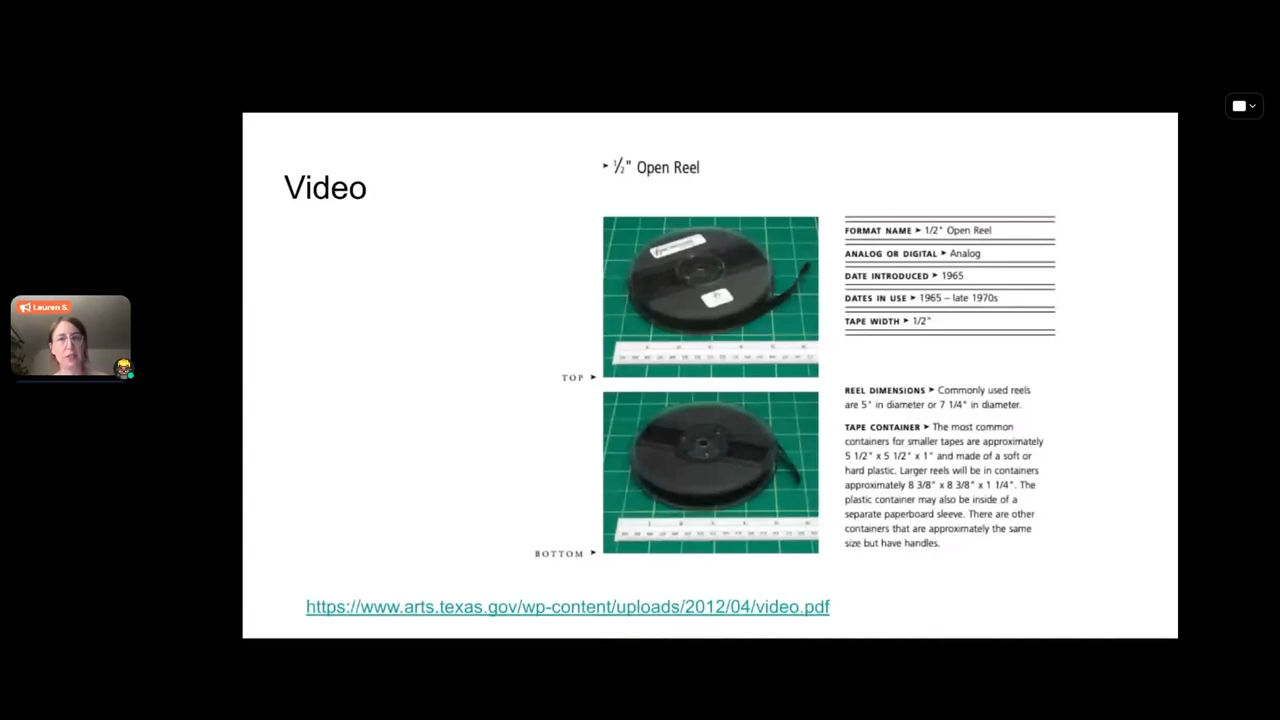 Video
➤ ½" Open Reel
FORMAT NAME ➤ 1/2" Open Reel
ANALOG OR DIGITAL ➤ Analog
DATE INTRODUCED ➤ 1965
DATES IN USE ➤ 1965 – late 1970s
TAPE WIDTH ➤ 1/2"
TOP ➤
REEL DIMENSIONS ➤ Commonly used reels
are 5" in diameter or 7 1/4" in diameter.
TAPE CONTAINER ➤ The most common
containers for smaller tapes are approximately
5 1/2" x 5 1/2" x 1" and made of a soft or
hard plastic. Larger reels will be in containers
approximately 8 3/8" x 8 3/8" x 1 1/4". The
plastic container may also be inside of a
separate paperboard sleeve. There are other
containers that are approximately the same
size but have handles.
BOTTOM ➤
https://www.arts.texas.gov/wp-content/uploads/2012/04/video.pdf
Lauren S.